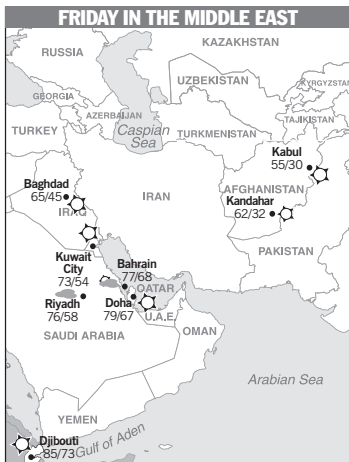 FRIDAY IN THE MIDDLE EAST
KAZAKHSTAN
RUSSIA
UZBEKISTAN
KYRGYZSTAN
GEORGIA
AZERBAIJAN
TAJIKISTAN
TURKEY
Caspian
Sea
TURKMENISTAN
Kabul
55/30
Baghdad
65/45
IRAQ
IRAN
AFGHANISTAN
Kandahar
62/32
PAKISTAN
Kuwait
City
73/54
Bahrain
77/68
QATAR
Riyadh
76/58
Doha
79/67
U.A.E.
SAUDI ARABIA
OMAN
Arabian Sea
YEMEN
Djibouti
85/73
Gulf of Aden